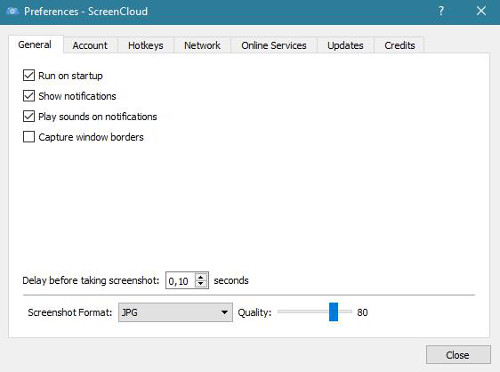 Preferences - ScreenCloud
?
General Account Hotkeys Network Online Services Updates Credits
Run on startup
Show notifications
Play sounds on notifications
Capture window borders
Delay before taking screenshot: 0,10 seconds
Screenshot Format: JPG Quality: 80
Close